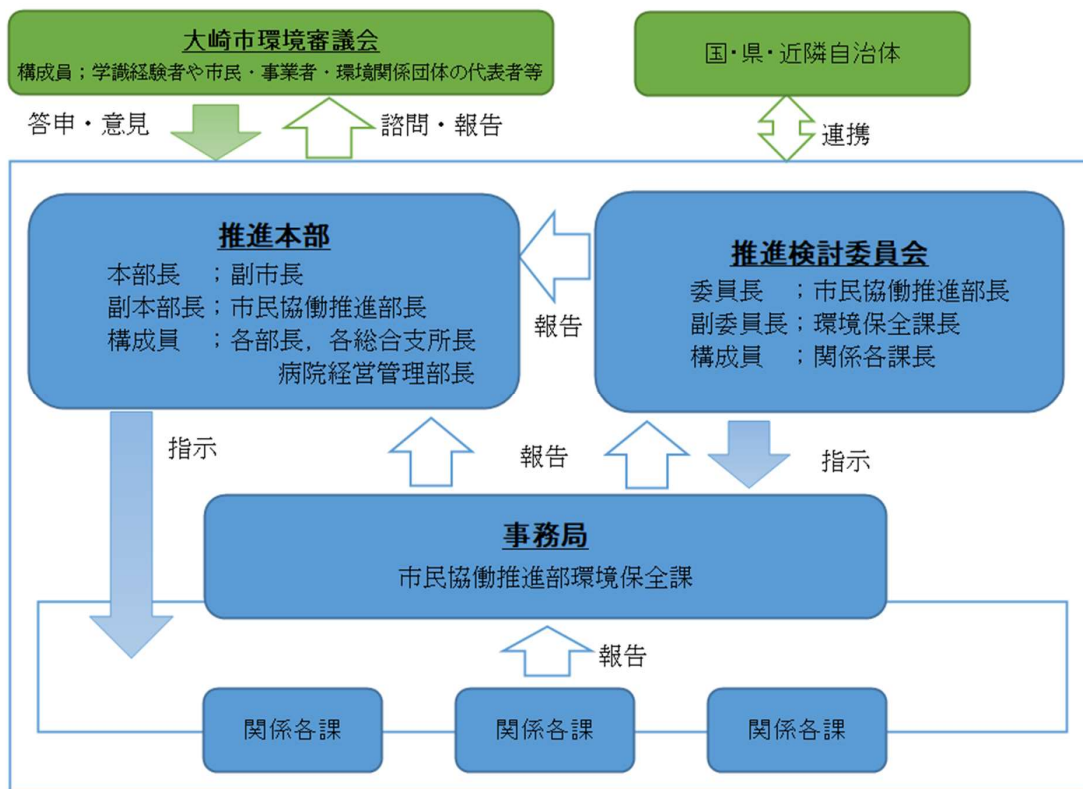 大崎市環境審議会
構成員；学識経験者や市民・事業者・環境関係団体の代表者等
国・県・近隣自治体
答申・意見
諮問・報告
連携
推進本部
本部長　；副市長
副本部長；市民協働推進部長
構成員　；各部長，各総合支所長
病院経営管理部長
報告
推進検討委員会
委員長　；市民協働推進部長
副委員長；環境保全課長
構成員　；関係各課長
指示
報告
指示
事務局
市民協働推進部環境保全課
報告
関係各課
関係各課
関係各課